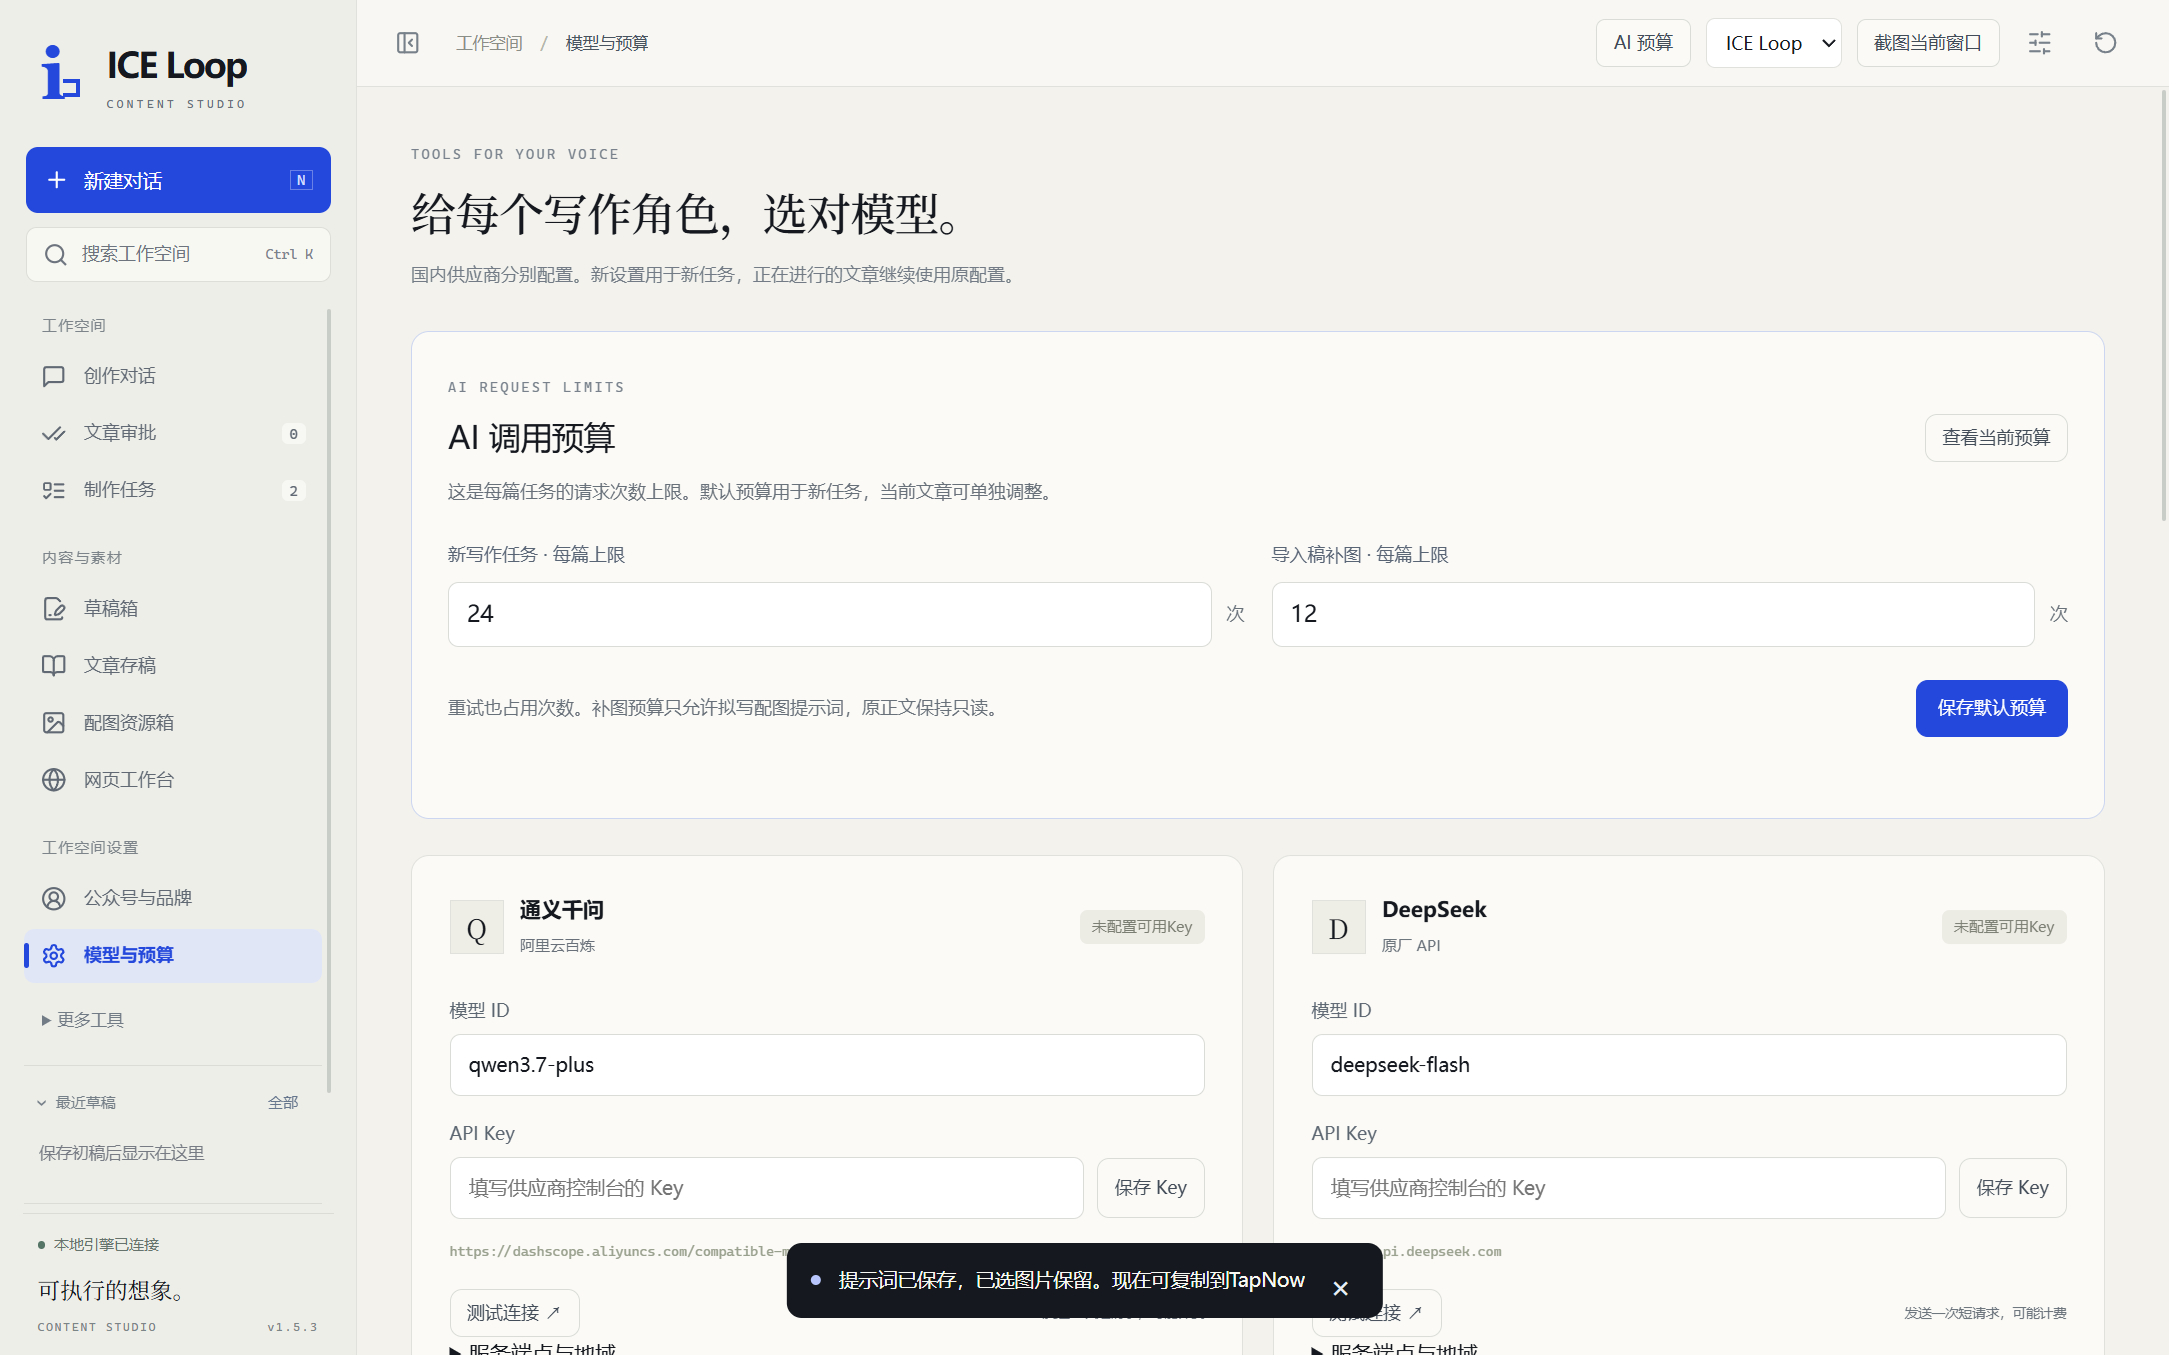 ICE Loop
CONTENT STUDIO
新建对话 N
搜索工作空间 Ctrl K
工作空间
创作对话
文章审批 0
制作任务 2
内容与素材
草稿箱
文章存稿
配图资源箱
网页工作台
工作空间设置
公众号与品牌
模型与预算
更多工具
最近草稿 全部
保存初稿后显示在这里
本地引擎已连接
可执行的想象。
CONTENT STUDIO v1.5.3
工作空间 / 模型与预算
AI 预算
ICE Loop
截图当前窗口
TOOLS FOR YOUR VOICE
给每个写作角色，选对模型。
国内供应商分别配置。新设置用于新任务，正在进行的文章继续使用原配置。
AI REQUEST LIMITS
AI 调用预算
查看当前预算
这是每篇任务的请求次数上限。默认预算用于新任务，当前文章可单独调整。
新写作任务 · 每篇上限
24 次
导入稿补图 · 每篇上限
12 次
重试也占用次数。补图预算只允许拟写配图提示词，原正文保持只读。
保存默认预算
Q
通义千问
阿里云百炼
未配置可用Key
模型 ID
qwen3.7-plus
API Key
填写供应商控制台的 Key
保存 Key
https://dashscope.aliyuncs.com/compatible-m
测试连接 ↗
服务端点与地域
D
DeepSeek
原厂 API
未配置可用Key
模型 ID
deepseek-flash
API Key
填写供应商控制台的 Key
保存 Key
pi.deepseek.com
测试连接 ↗
发送一次短请求，可能计费
服务端点与地域
提示词已保存，已选图片保留。现在可复制到TapNow